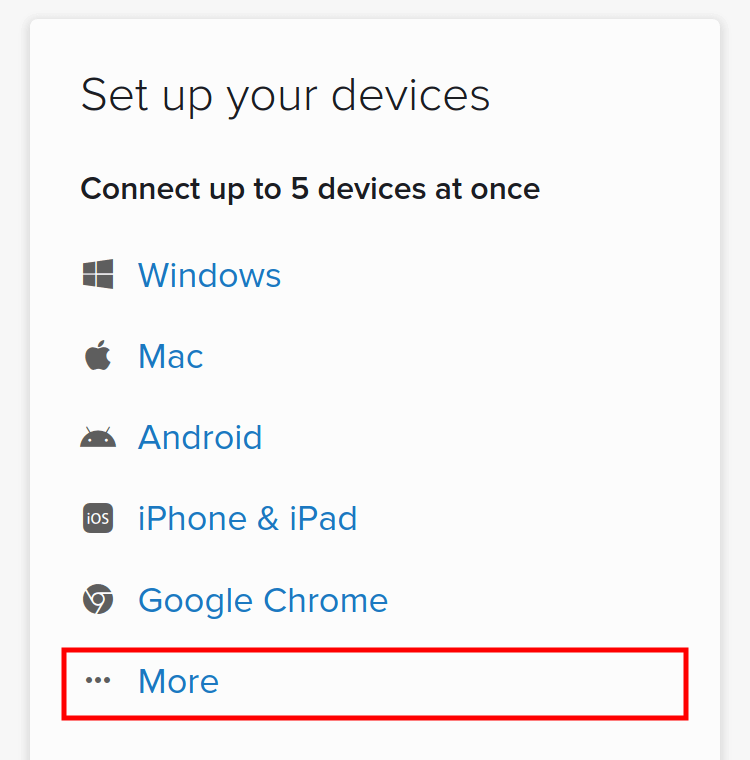 Set up your devices
Connect up to 5 devices at once
Windows
Mac
Android
iOS iPhone & iPad
Google Chrome
••• More